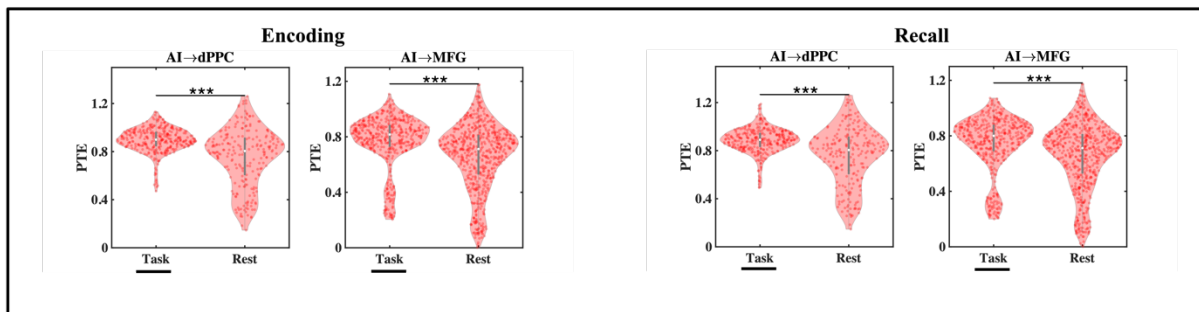 Encoding
AI→dPPC
AI→MFG
***
***
PTE
1.2
0.8
0.4
0
1.2
0.8
0.4
0
Task
Rest
Task
Rest
Recall
AI→dPPC
AI→MFG
***
***
PTE
1.2
0.8
0.4
0
PTE
1.2
0.8
0.4
0
Task
Rest
Task
Rest